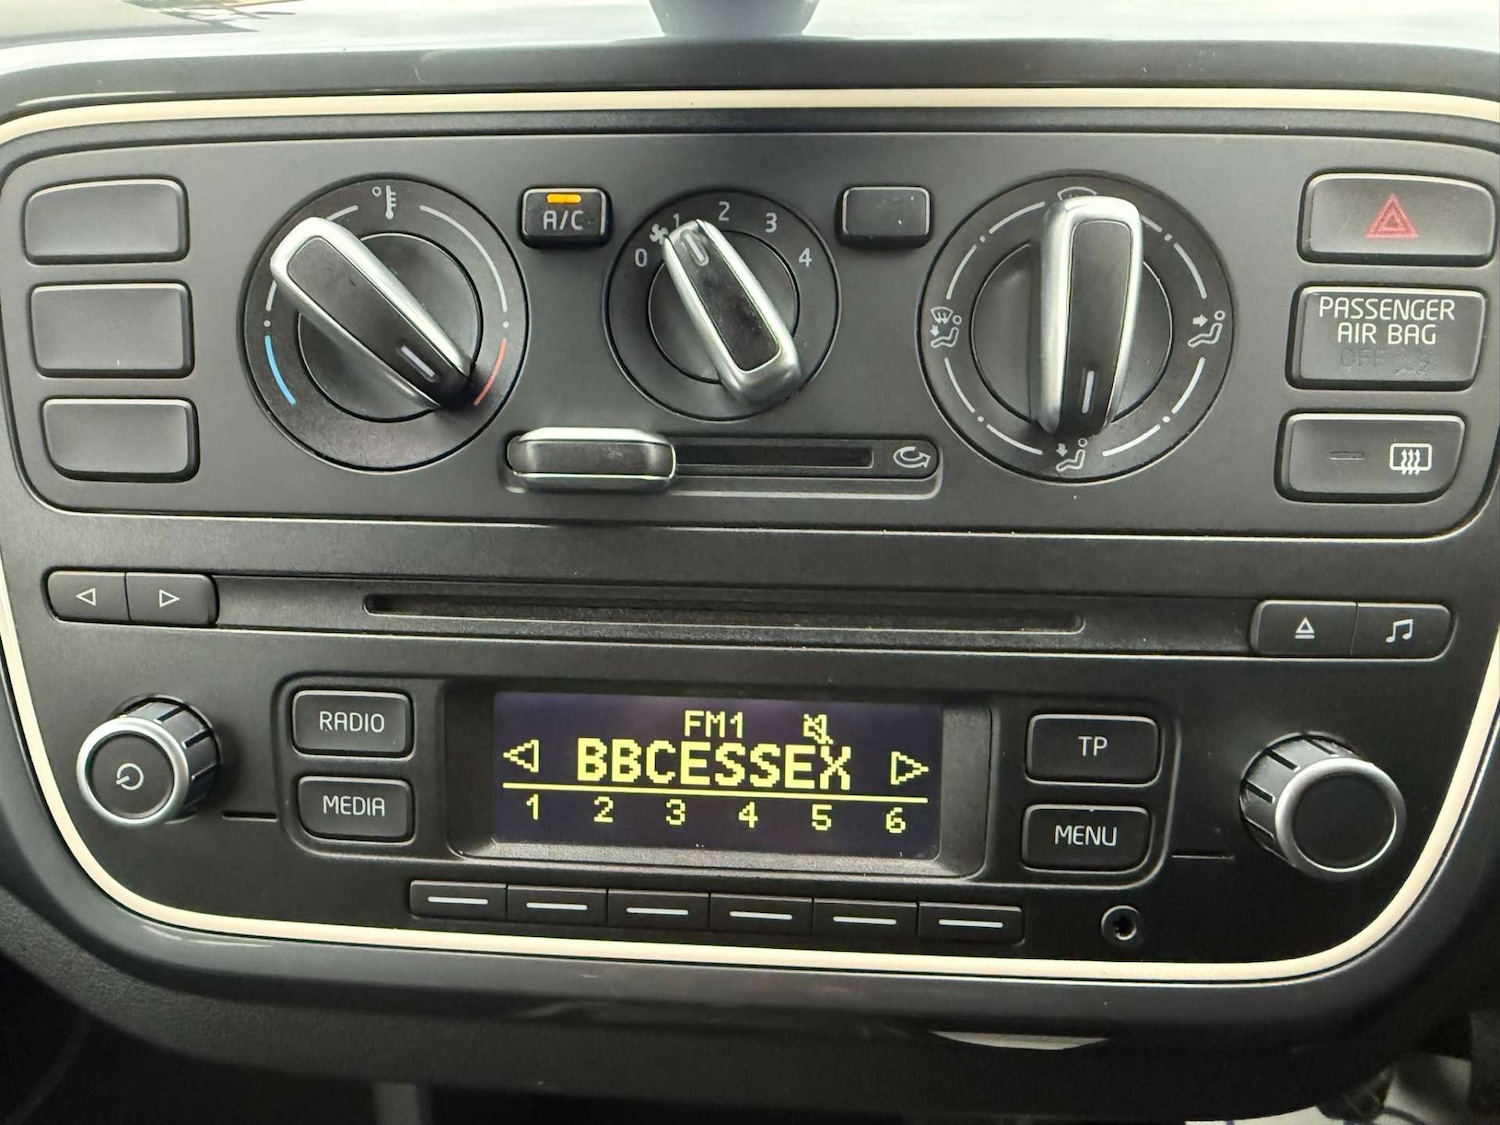 A/C
0 1 2 3 4
PASSENGER
AIR BAG
OFF
RADIO
MEDIA
FM1
BBCESSEX
1 2 3 4 5 6
TP
MENU